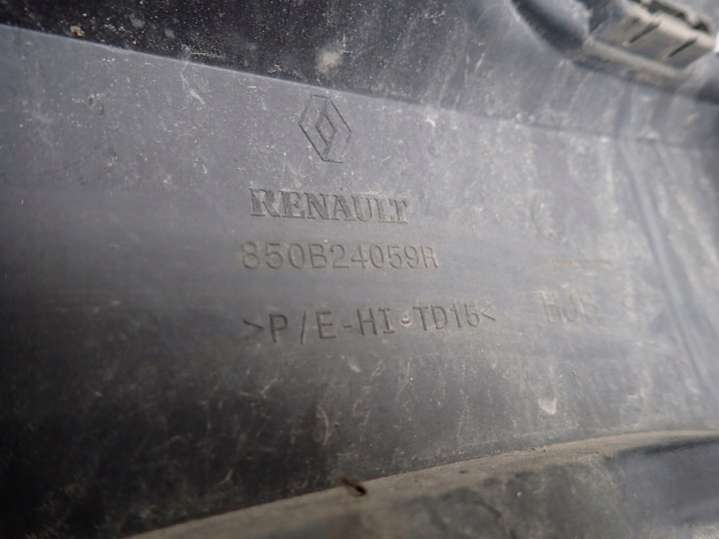 RENAULT
850B24059R
>P/E-HI-TD15<